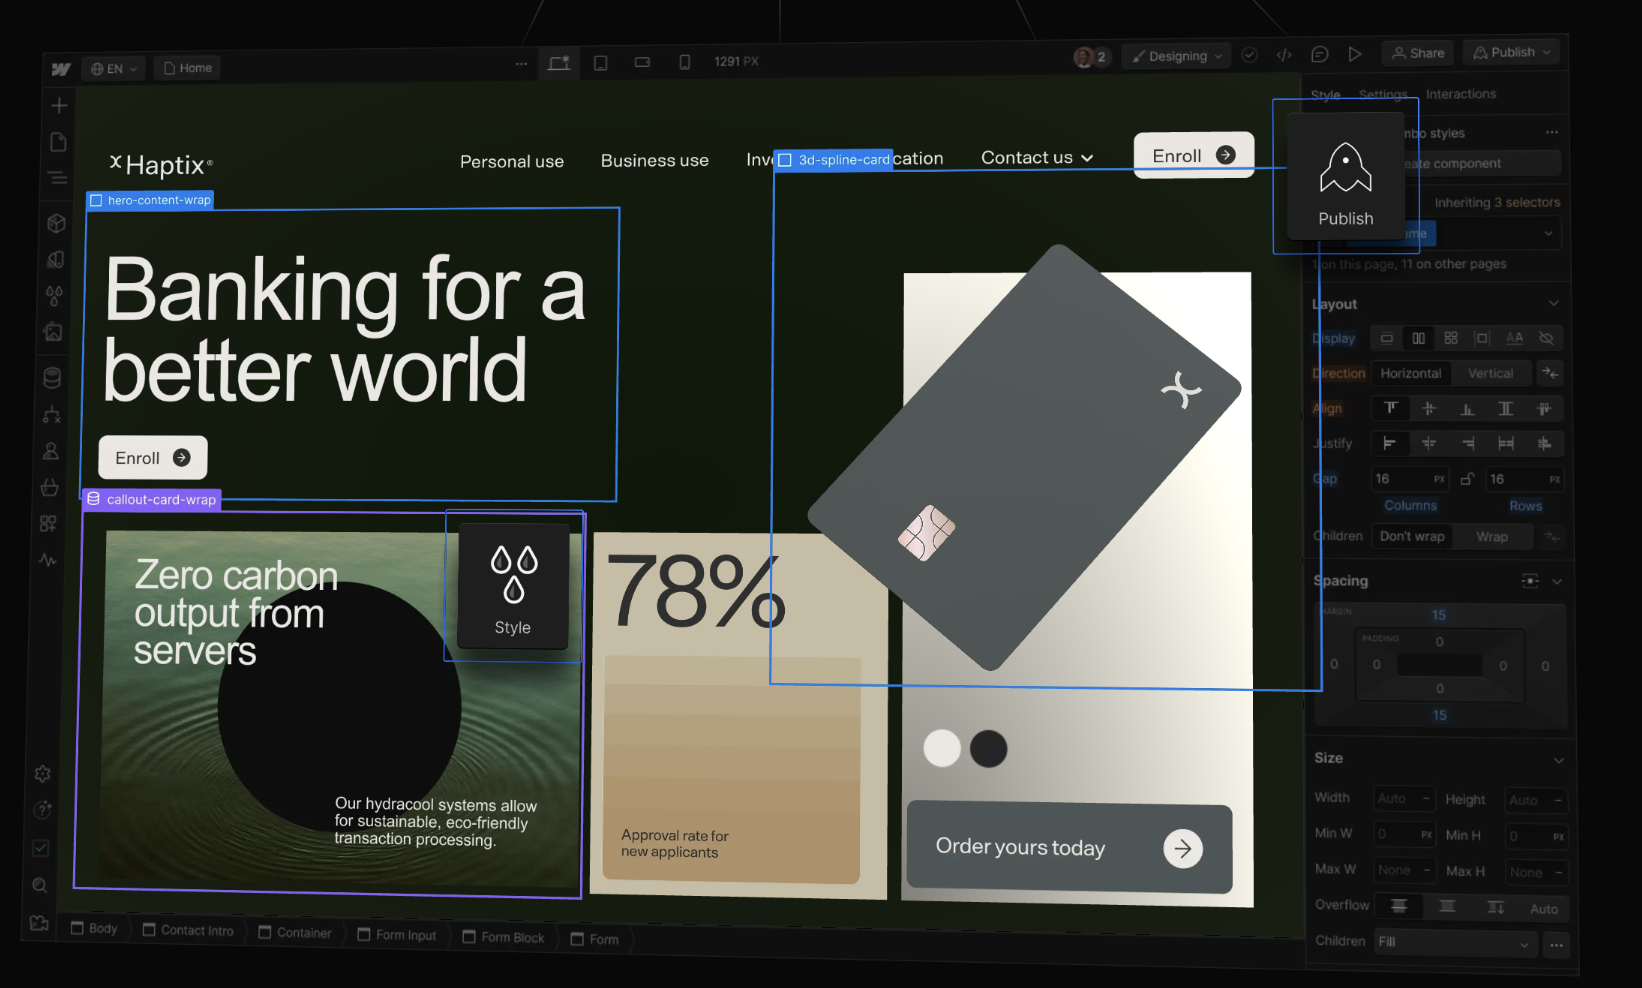 EN
Home
1291 PX
2
Designing
Share
Publish
Style
Settings
Interactions
Haptix®
Personal use
Business use
3d-spline-card
Contact us
Enroll
Publish
mbo styles
component
Inheriting 3 selectors
1 on this page, 11 on other pages
hero-content-wrap
Banking for a
better world
Enroll
callout-card-wrap
Zero carbon
output from
servers
Style
Our hydracool systems allow
for sustainable, eco-friendly
transaction processing.
78%
Approval rate for
new applicants
Order yours today
Layout
Display
Direction
Horizontal
Vertical
Align
Justify
Gap
16 PX
16 PX
Columns
Rows
Children
Don't wrap
Wrap
Spacing
MARGIN
15
PADDING
0
0
0
0
0
0
15
Size
Width
Auto –
Height
Auto –
Min W
0 PX
Min H
0 PX
Max W
None –
Max H
None –
Overflow
Auto
Children
Fill
Body
Contact Intro
Container
Form Input
Form Block
Form